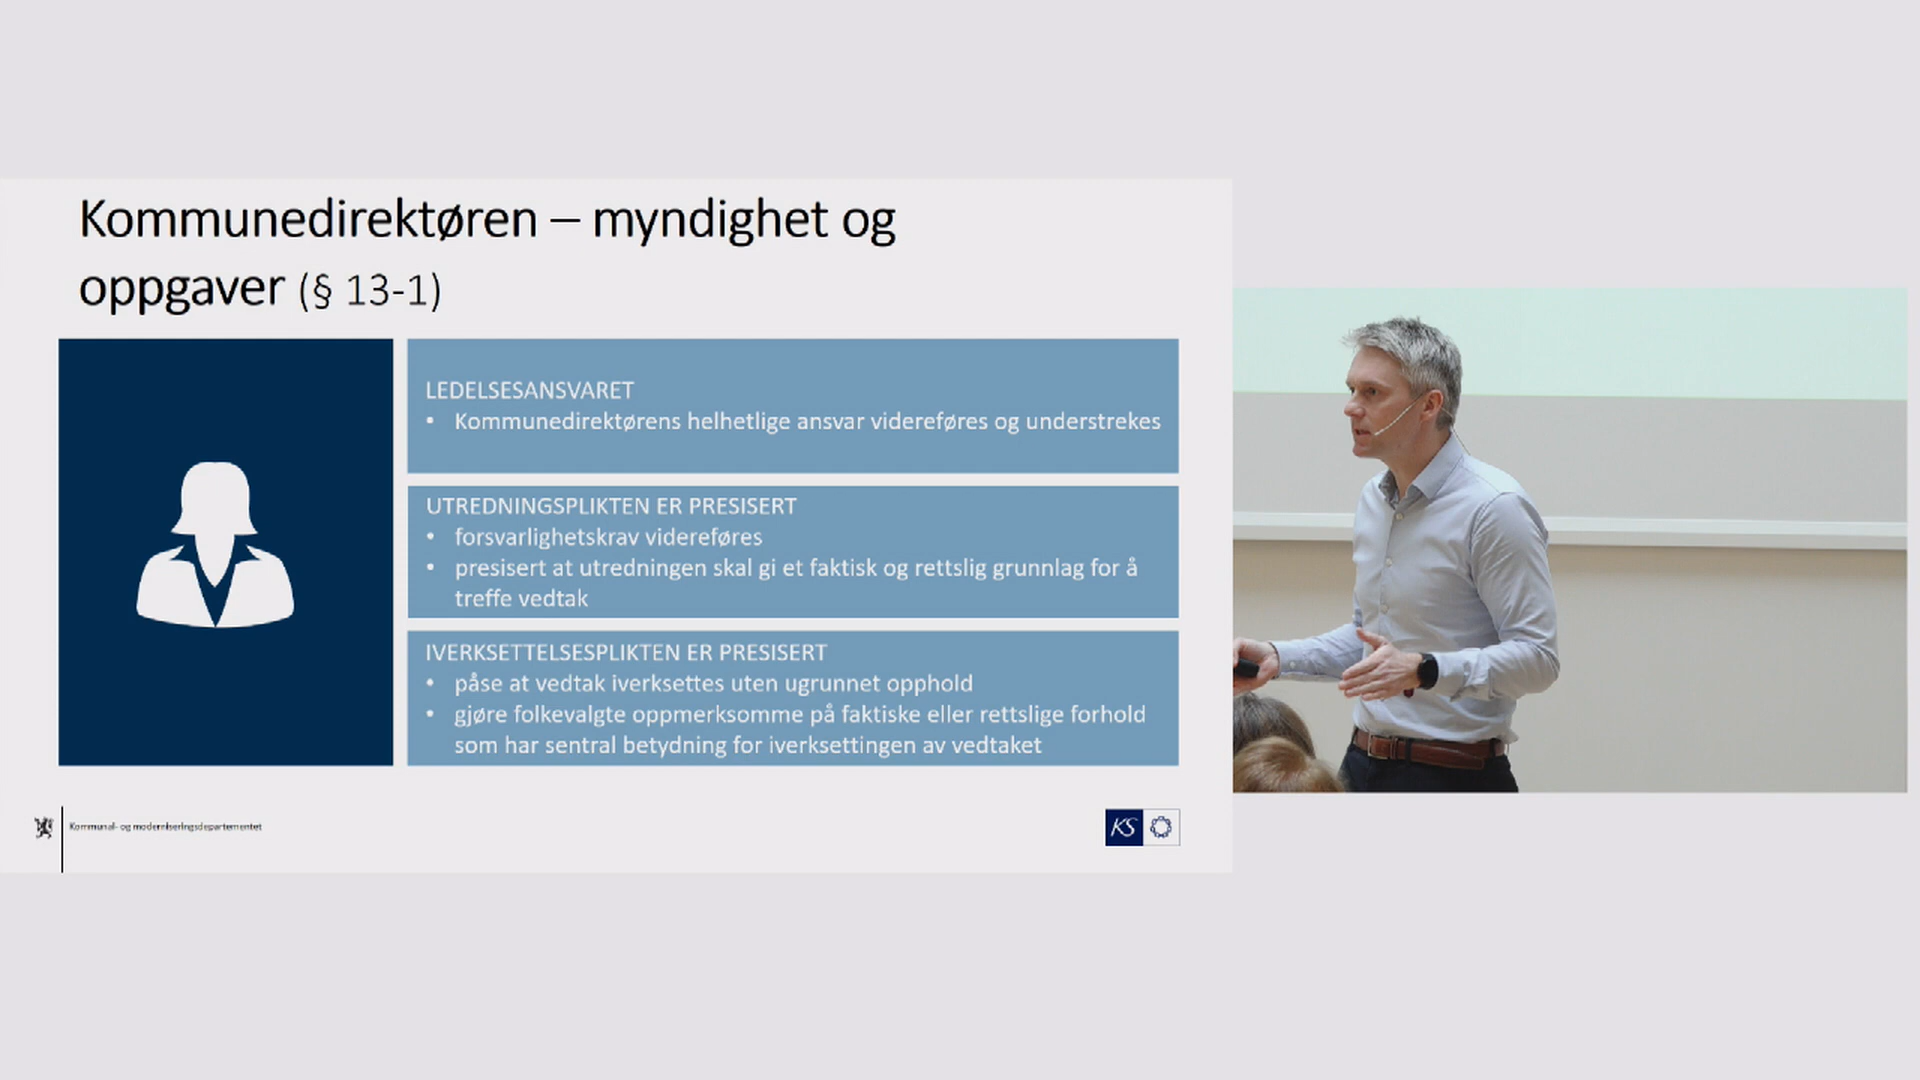 Kommunedirektøren – myndighet og
oppgaver (§ 13-1)
LEDELSESANSVARET
• Kommunedirektørens helhetlige ansvar videreføres og understrekes
UTREDNINGSPLIKTEN ER PRESISERT
• forsvarlighetskrav videreføres
• presisert at utredningen skal gi et faktisk og rettslig grunnlag for å
treffe vedtak
IVERKSETTELSESPLIKTEN ER PRESISERT
• påse at vedtak iverksettes uten ugrunnet opphold
• gjøre folkevalgte oppmerksomme på faktiske eller rettslige forhold
som har sentral betydning for iverksettingen av vedtaket
Kommunal- og moderniseringsdepartementet
KS